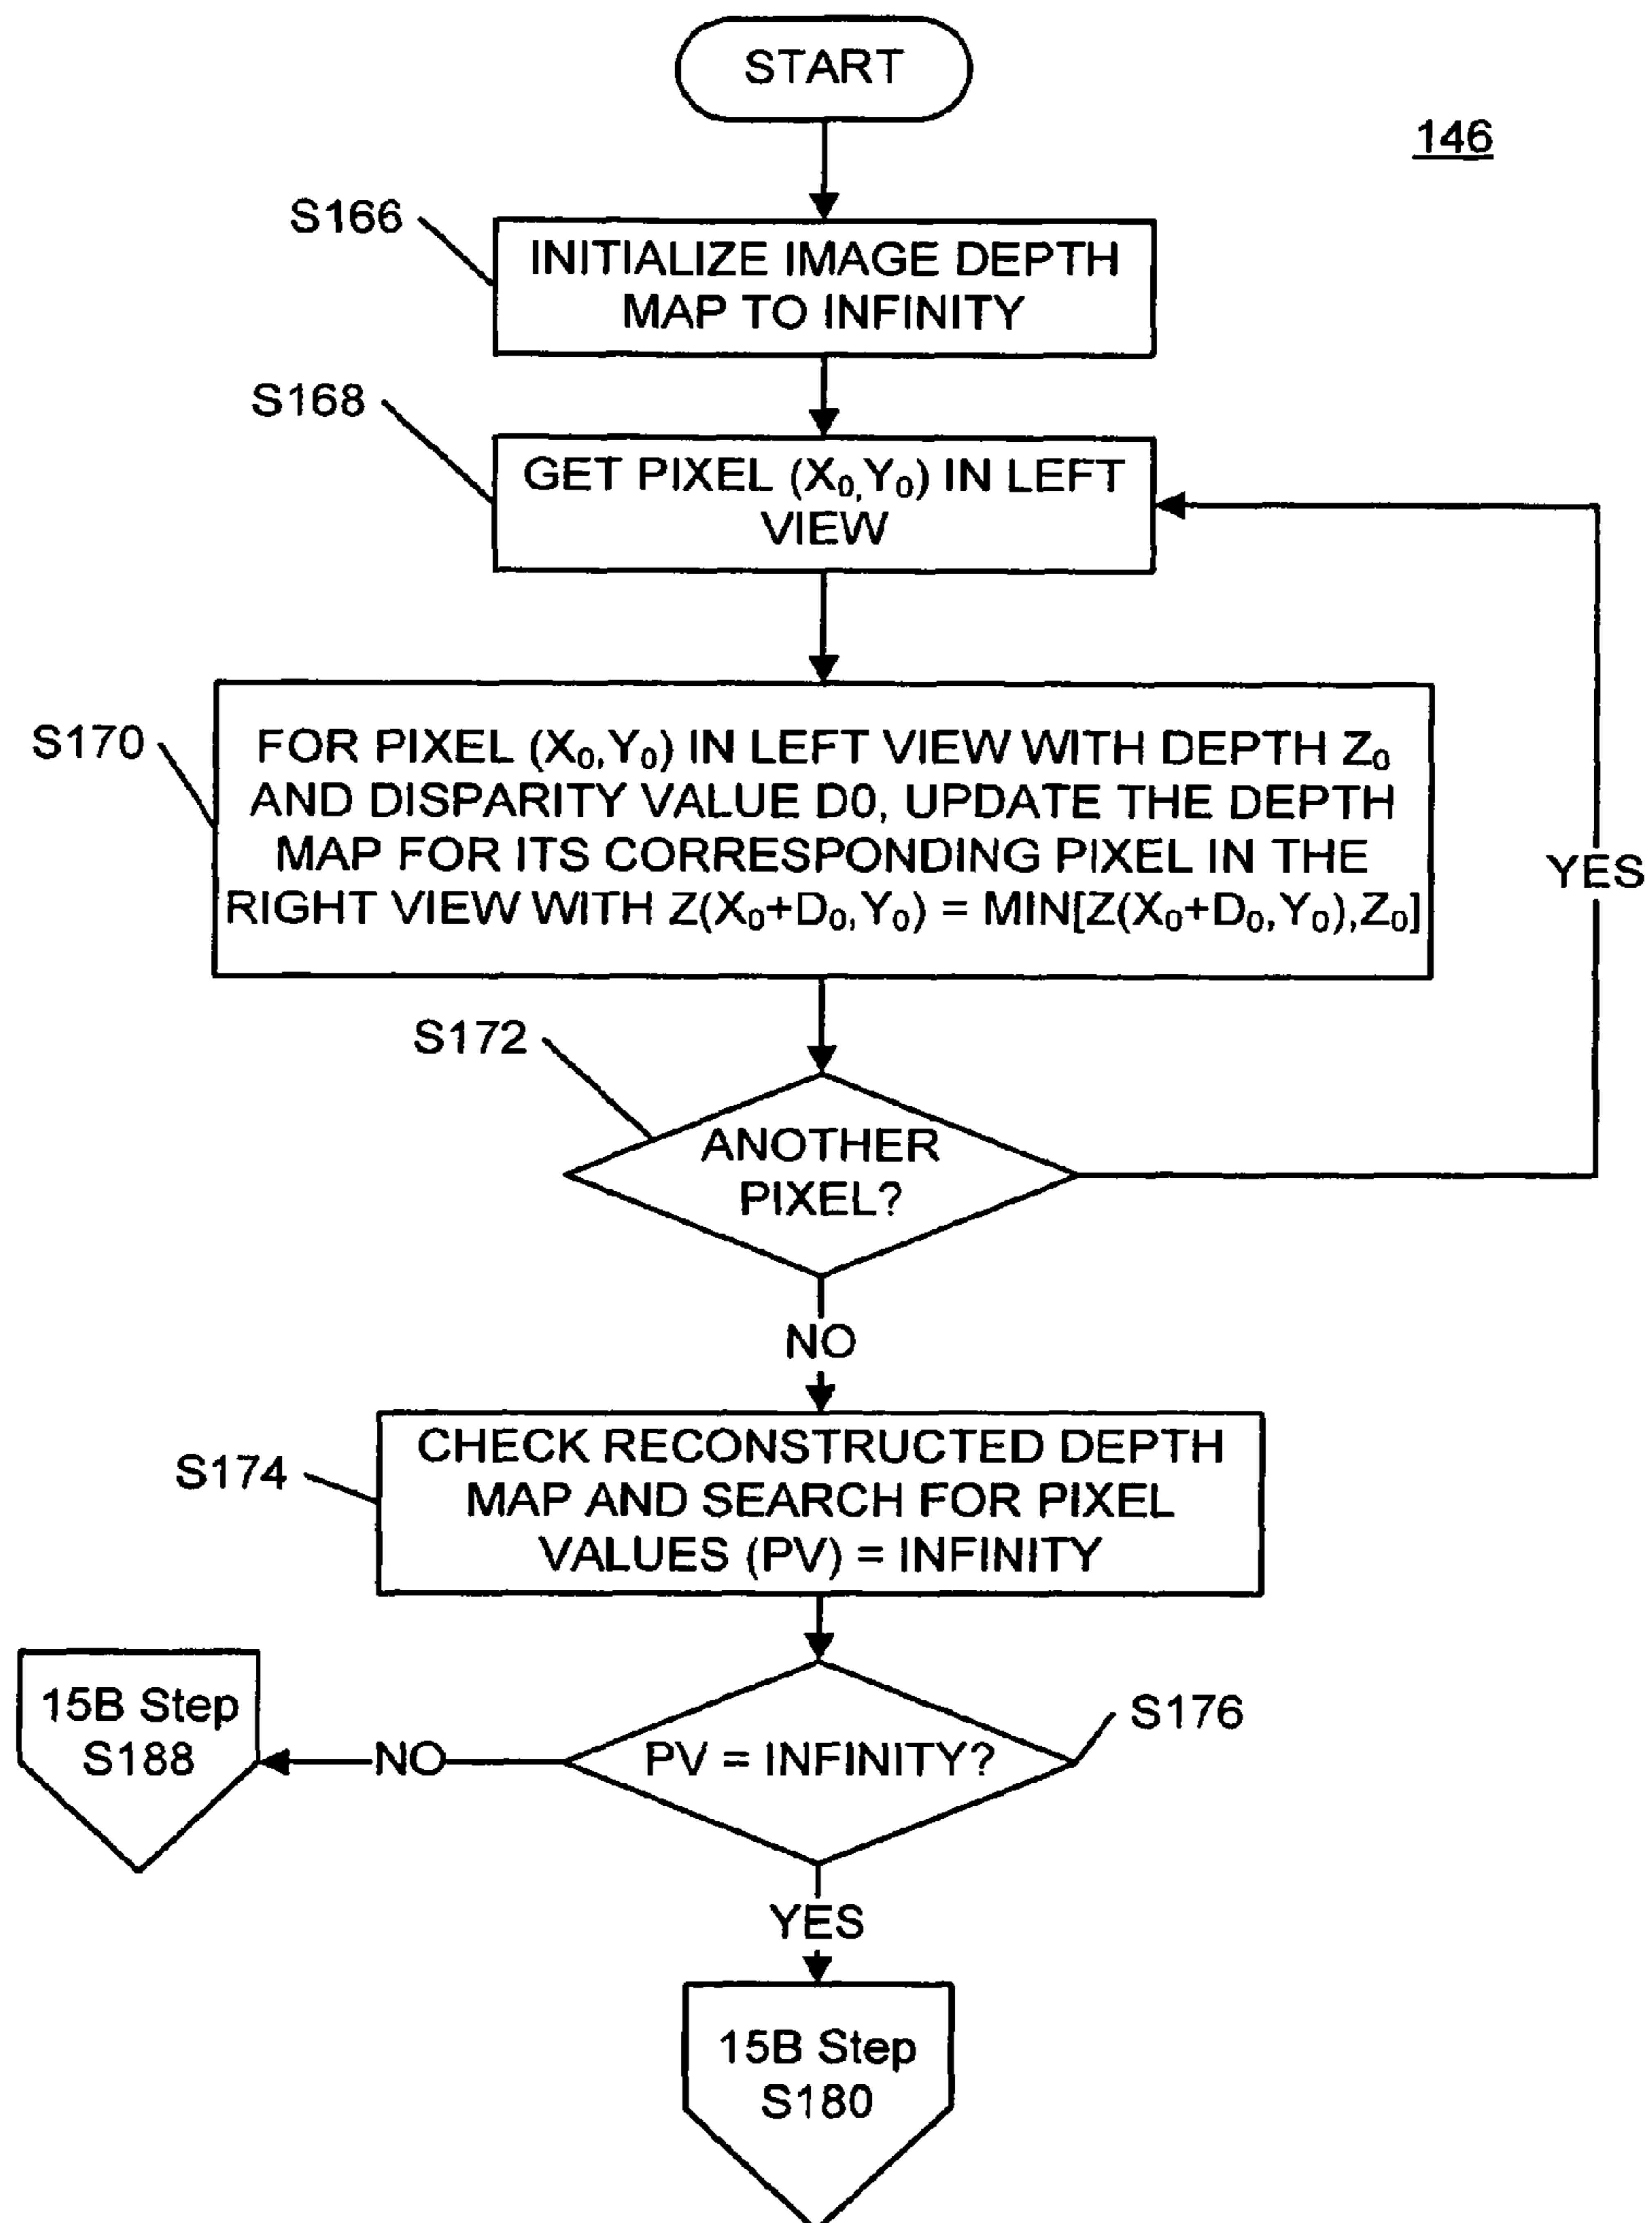 START
146
S166
INITIALIZE IMAGE DEPTH
MAP TO INFINITY
S168
GET PIXEL (X₀,Y₀) IN LEFT
VIEW
S170
FOR PIXEL (X₀,Y₀) IN LEFT VIEW WITH DEPTH Z₀
AND DISPARITY VALUE D0, UPDATE THE DEPTH
MAP FOR ITS CORRESPONDING PIXEL IN THE
RIGHT VIEW WITH Z(X₀+D₀,Y₀) = MIN[Z(X₀+D₀,Y₀),Z₀]
YES
S172
ANOTHER
PIXEL?
NO
S174
CHECK RECONSTRUCTED DEPTH
MAP AND SEARCH FOR PIXEL
VALUES (PV) = INFINITY
S176
PV = INFINITY?
NO
15B Step
S188
YES
15B Step
S180